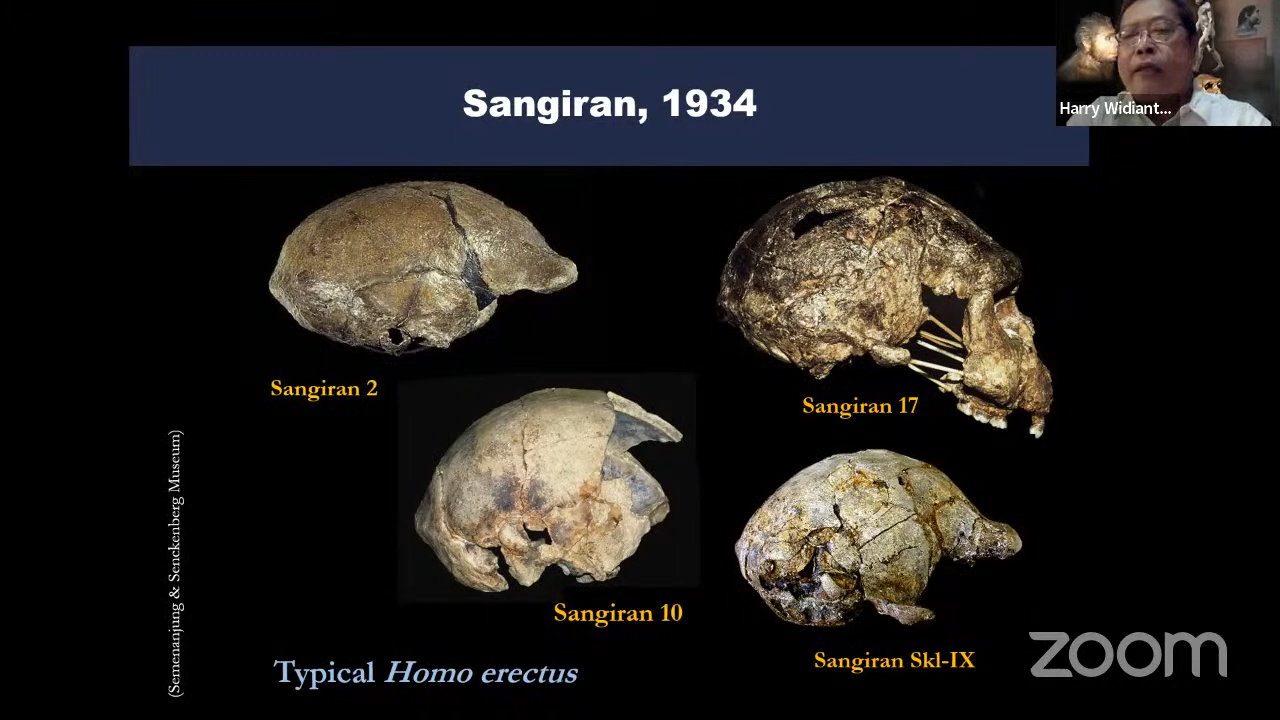 Sangiran, 1934
Harry Widiant...
Sangiran 2
Sangiran 17
Sangiran 10
Sangiran Skl-IX
(Semenanjung & Senckenberg Museum)
Typical Homo erectus
zoom